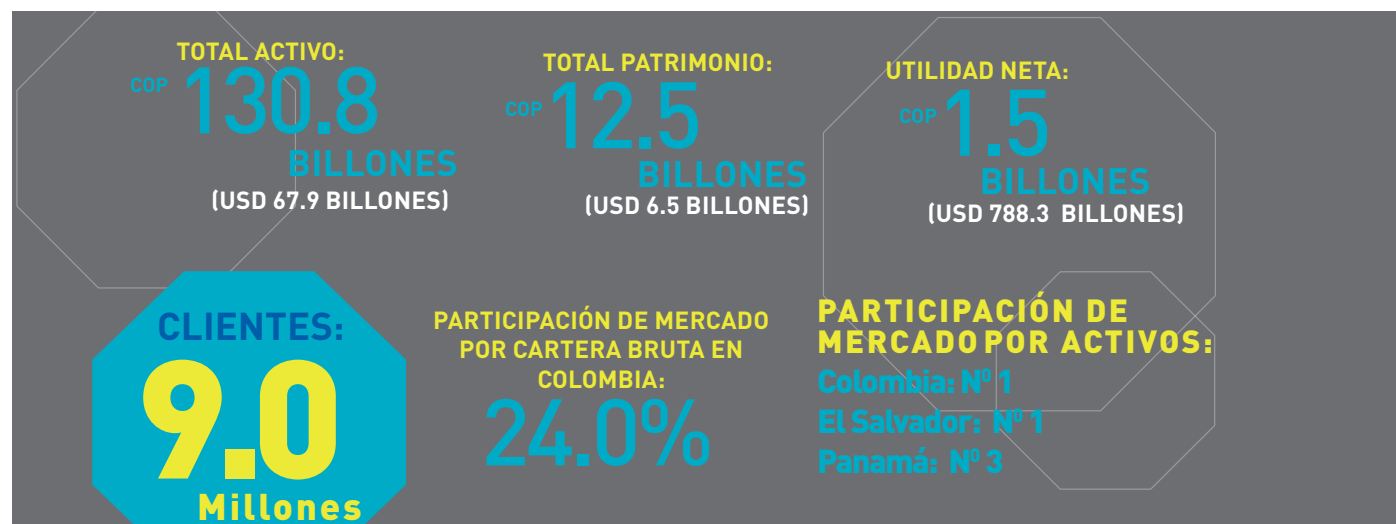 TOTAL ACTIVO:
COP 130.8
BILLONES
(USD 67.9 BILLONES)
TOTAL PATRIMONIO:
COP 12.5
BILLONES
(USD 6.5 BILLONES)
UTILIDAD NETA:
COP 1.5
BILLONES
(USD 788.3 BILLONES)
CLIENTES:
9.0
Millones
PARTICIPACIÓN DE MERCADO
POR CARTERA BRUTA EN
COLOMBIA:
24.0%
PARTICIPACIÓN DE
MERCADO POR ACTIVOS:
Colombia: Nº 1
El Salvador: Nº 1
Panamá: Nº 3